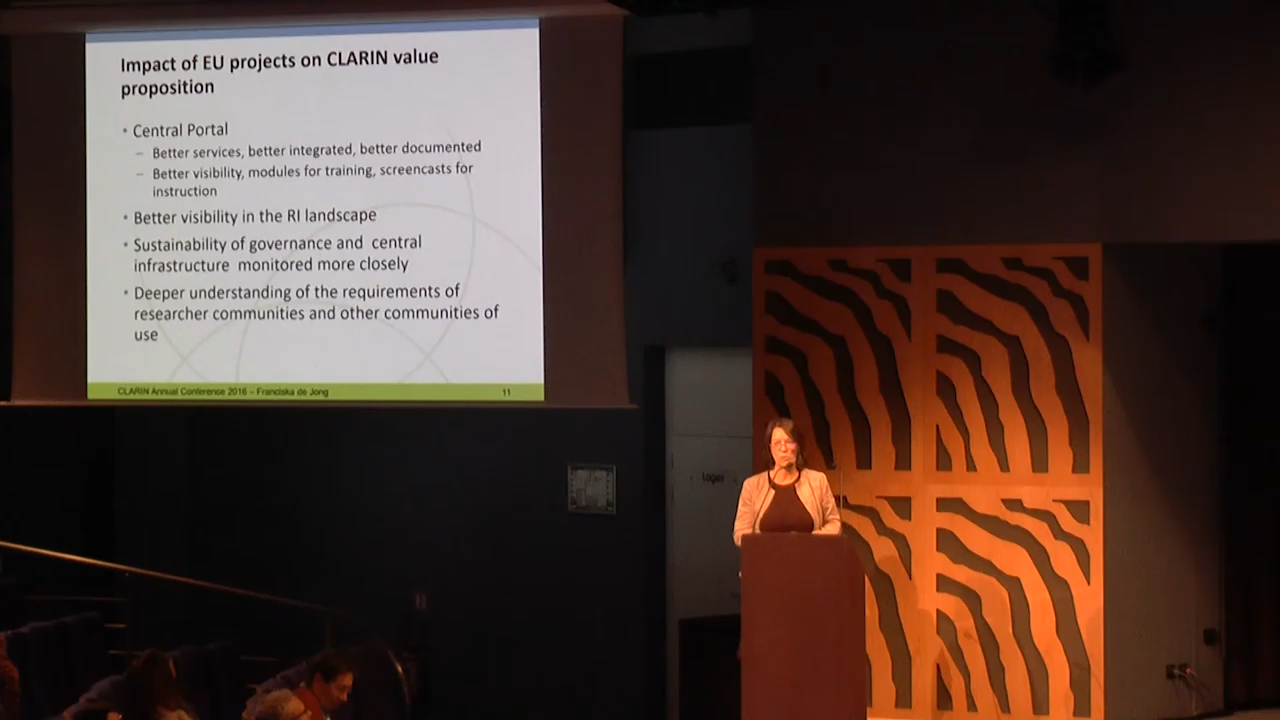 Impact of EU projects on CLARIN value
proposition
• Central Portal
– Better services, better integrated, better documented
– Better visibility, modules for training, screencasts for
instruction
• Better visibility in the RI landscape
• Sustainability of governance and central
infrastructure monitored more closely
• Deeper understanding of the requirements of
researcher communities and other communities of
use
CLARIN Annual Conference 2016 – Franciska de Jong 11
Loges